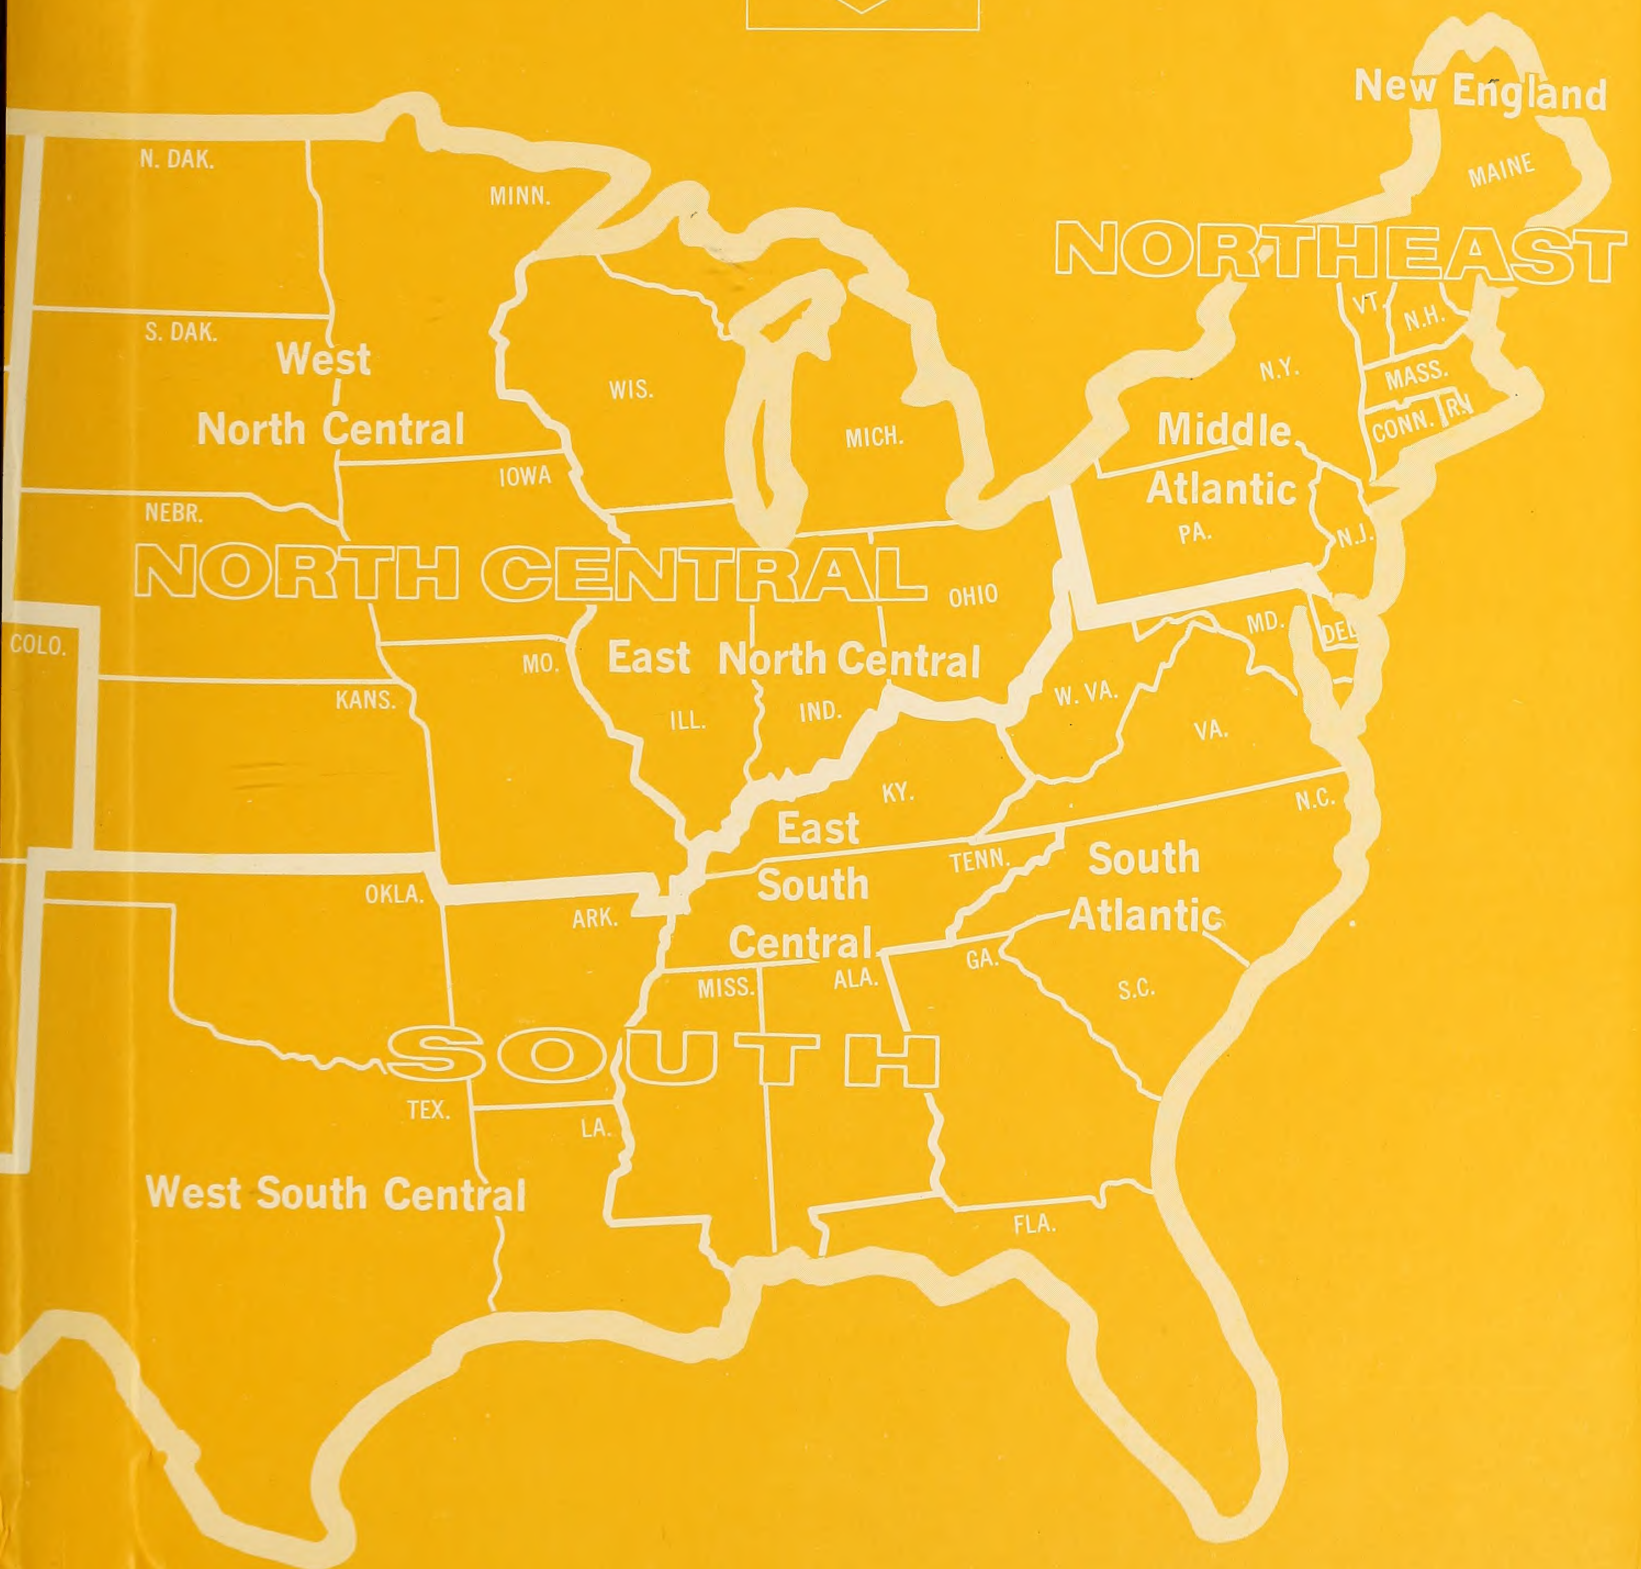 New England
N. DAK.
MINN.
MAINE
NORTHEAST
VT.
N.H.
S. DAK.
West
WIS.
N.Y.
MASS.
North Central
MICH.
Middle
CONN.
R.I.
IOWA
Atlantic
NEBR.
PA.
N.J.
NORTH CENTRAL
OHIO
COLO.
MO.
East North Central
MD.
DEL.
KANS.
ILL.
IND.
W. VA.
VA.
KY.
N.C.
East
TENN.
South
OKLA.
South
ARK.
Atlantic
Central
GA.
MISS.
ALA.
S.C.
SOUTH
TEX.
LA.
West South Central
FLA.